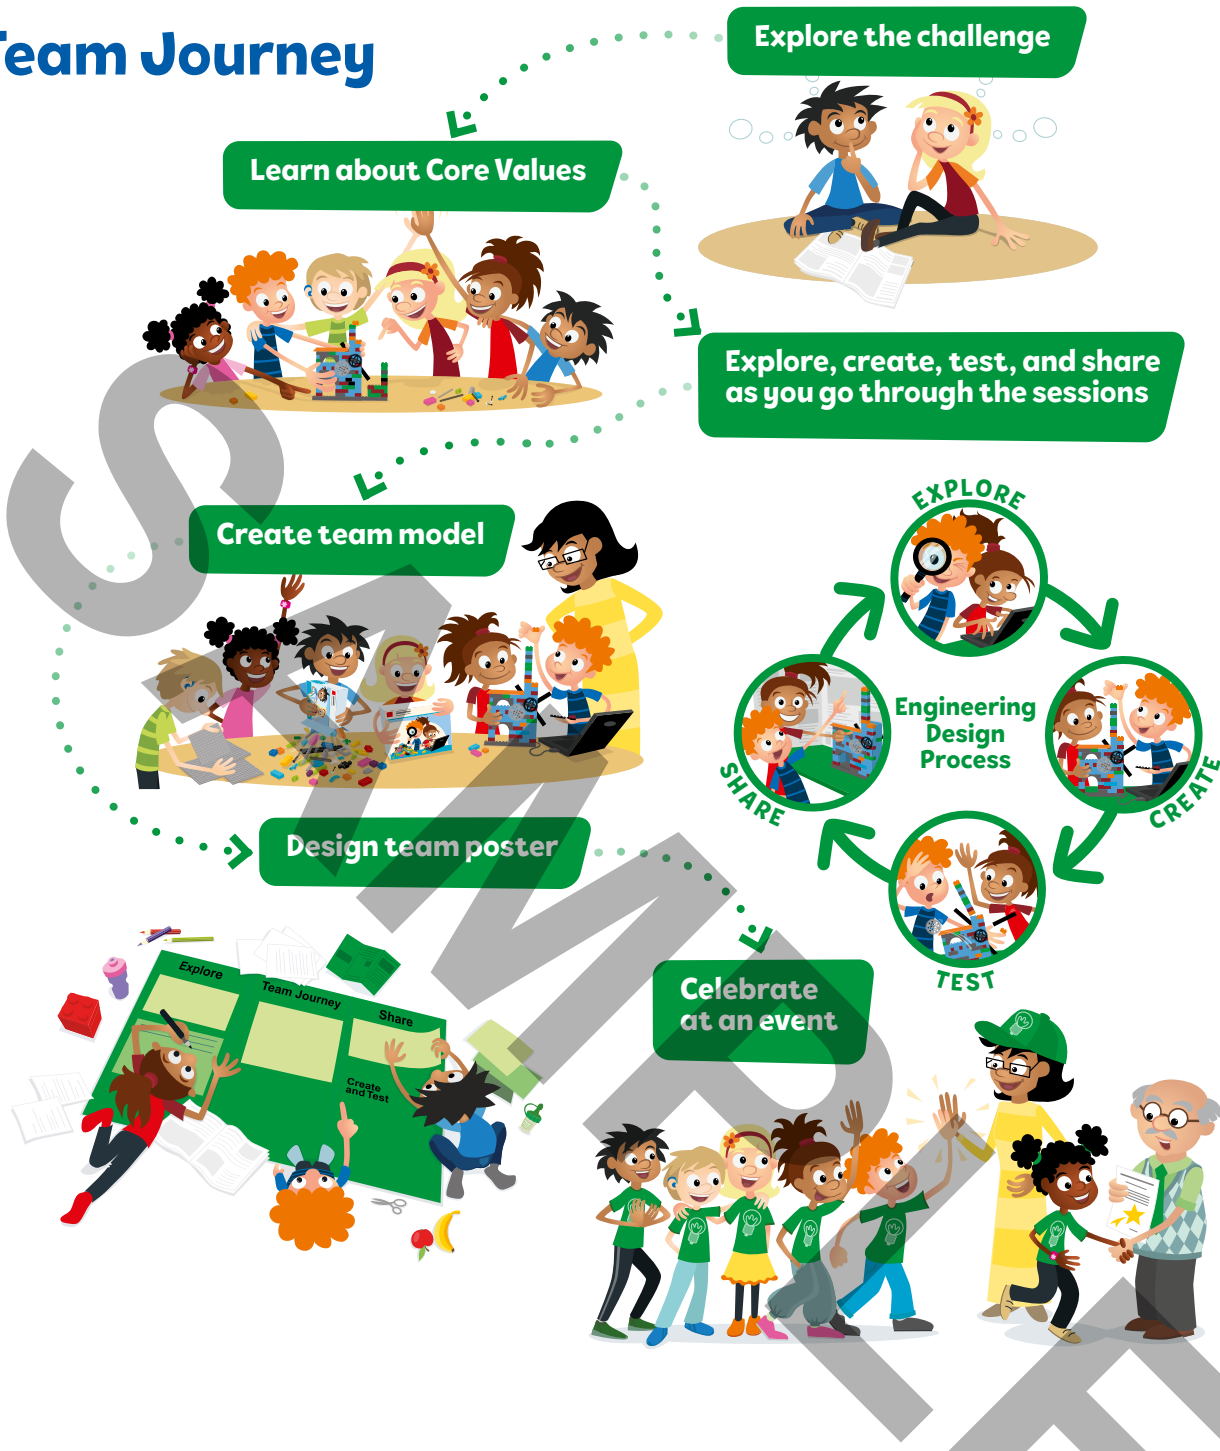 Team Journey
Explore the challenge
Learn about Core Values
Explore, create, test, and share
as you go through the sessions
Create team model
EXPLORE
Engineering
Design
Process
SHARE
CREATE
TEST
Design team poster
Explore
Team Journey
Share
Create
and Test
Celebrate
at an event
SAMPLE